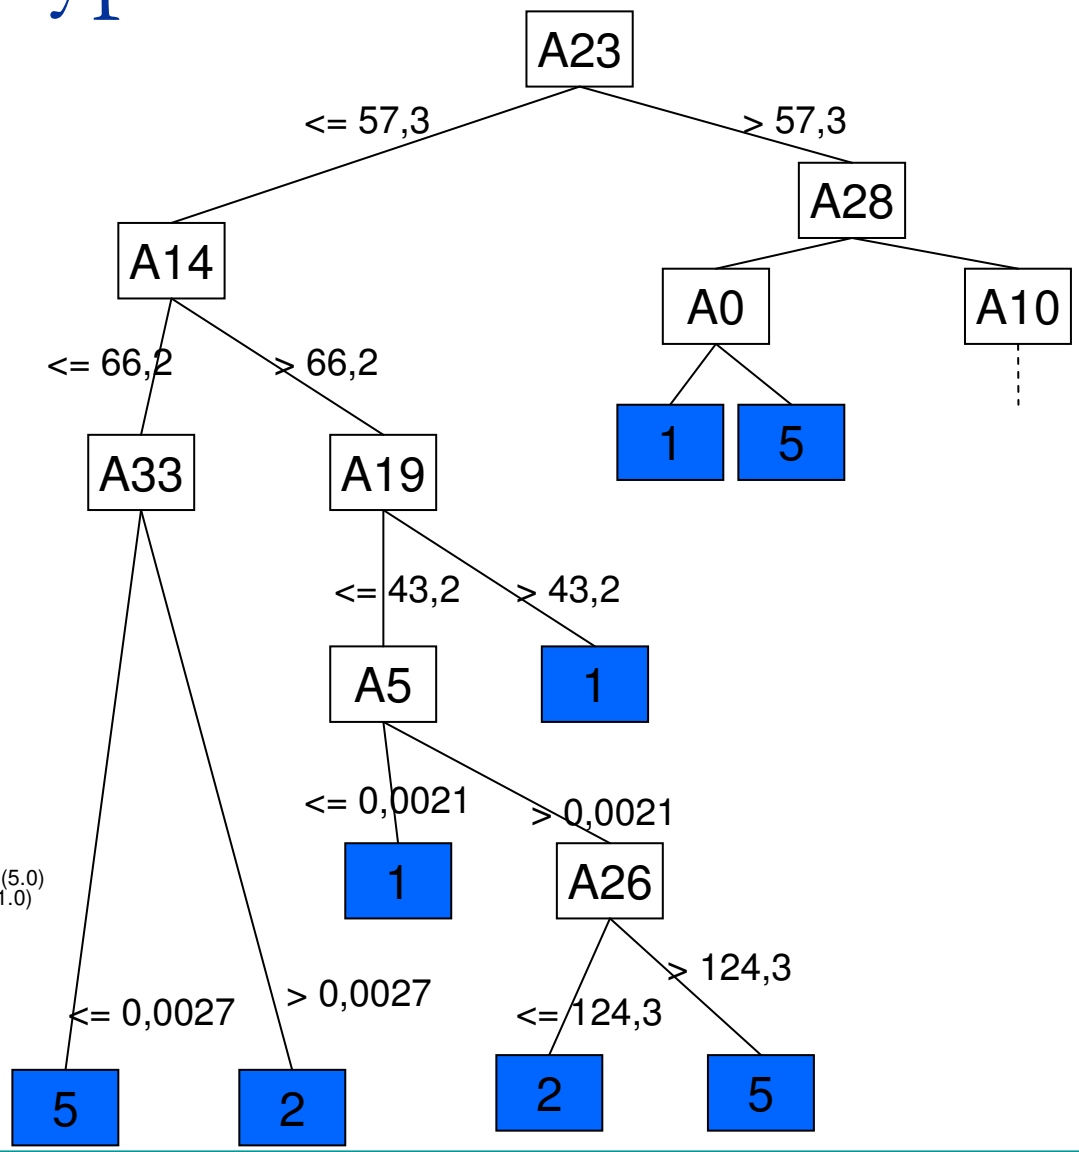 A23
<= 57,3
> 57,3
A28
A14
A0
A10
<= 66,2
> 66,2
1
5
A33
A19
<= 43,2
> 43,2
A5
1
<= 0,0021
> 0,0021
1
A26
(5.0)
1.0)
> 124,3
<= 0,0027
> 0,0027
<= 124,3
5
2
2
5